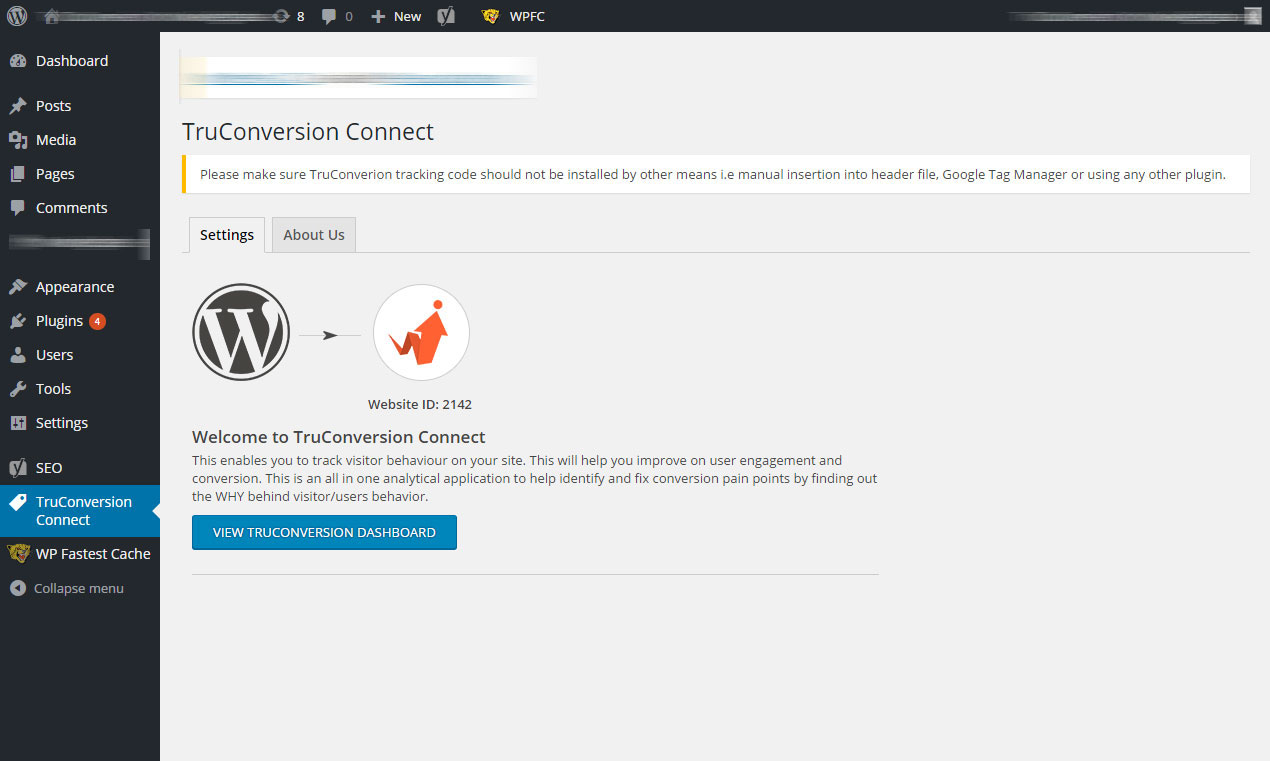 8
0
New
WPFC
Dashboard
Posts
Media
Pages
Comments
Appearance
Plugins 4
Users
Tools
Settings
SEO
TruConversion
Connect
WP Fastest Cache
Collapse menu
TruConversion Connect
Please make sure TruConverion tracking code should not be installed by other means i.e manual insertion into header file, Google Tag Manager or using any other plugin.
Settings
About Us
Website ID: 2142
Welcome to TruConversion Connect
This enables you to track visitor behaviour on your site. This will help you improve on user engagement and
conversion. This is an all in one analytical application to help identify and fix conversion pain points by finding out
the WHY behind visitor/users behavior.
VIEW TRUCONVERSION DASHBOARD